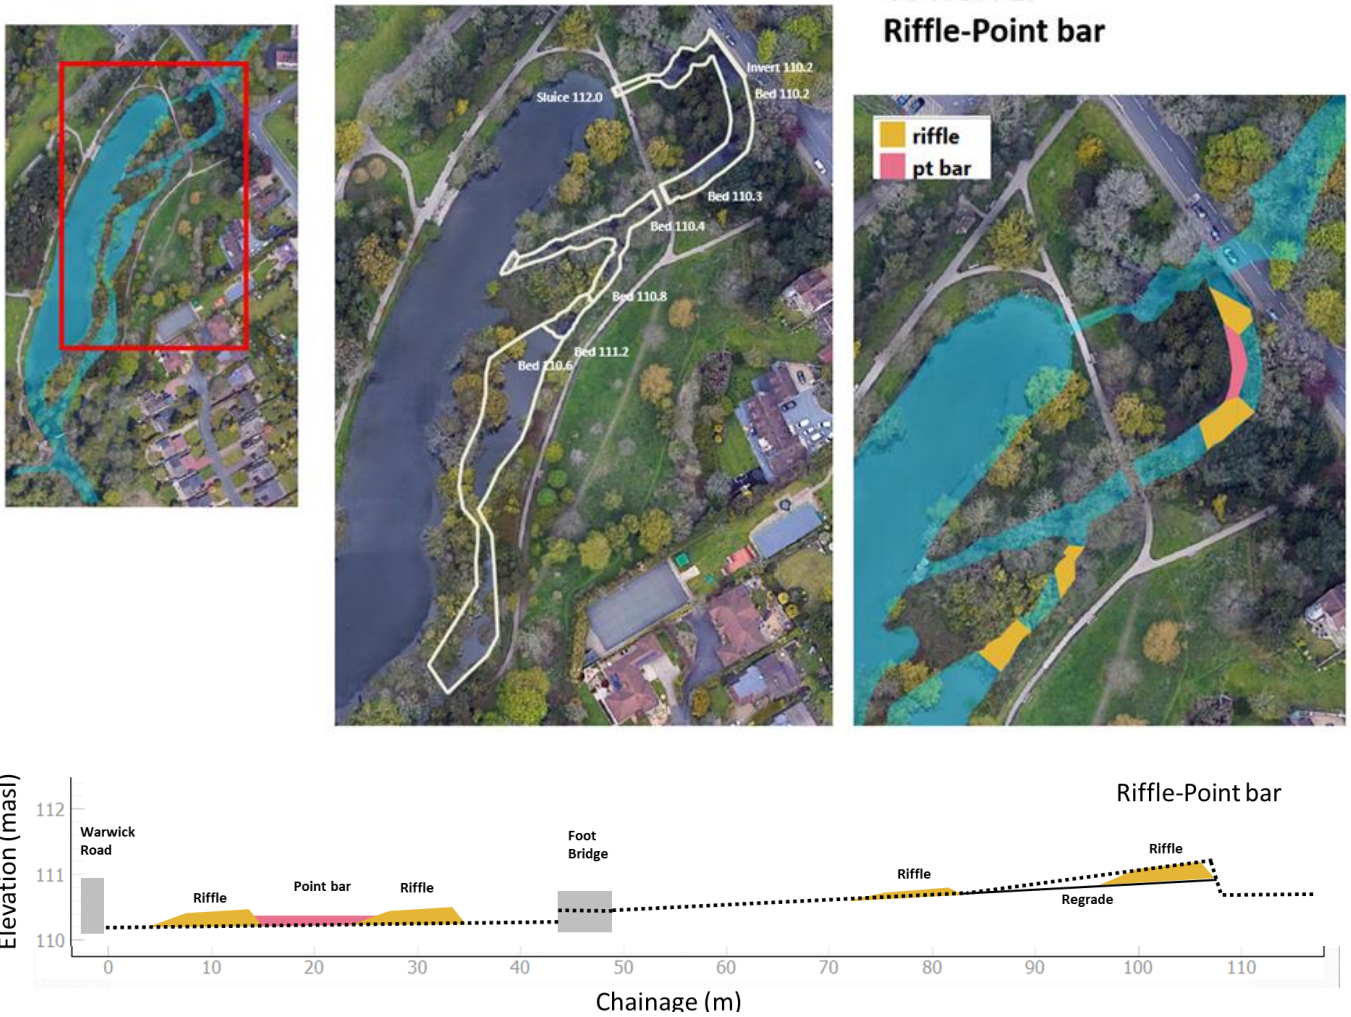 Riffle-Point bar
Sluice 112.0
Invert 110.2
Bed 110.2
Bed 110.3
Bed 110.4
Bed 110.8
Bed 111.2
Bed 110.6
riffle
pt bar
Riffle-Point bar
Elevation (masl)
112
111
110
Warwick
Road
Riffle
Point bar
Riffle
Foot
Bridge
Riffle
Riffle
Regrade
0 10 20 30 40 50 60 70 80 90 100 110
Chainage (m)